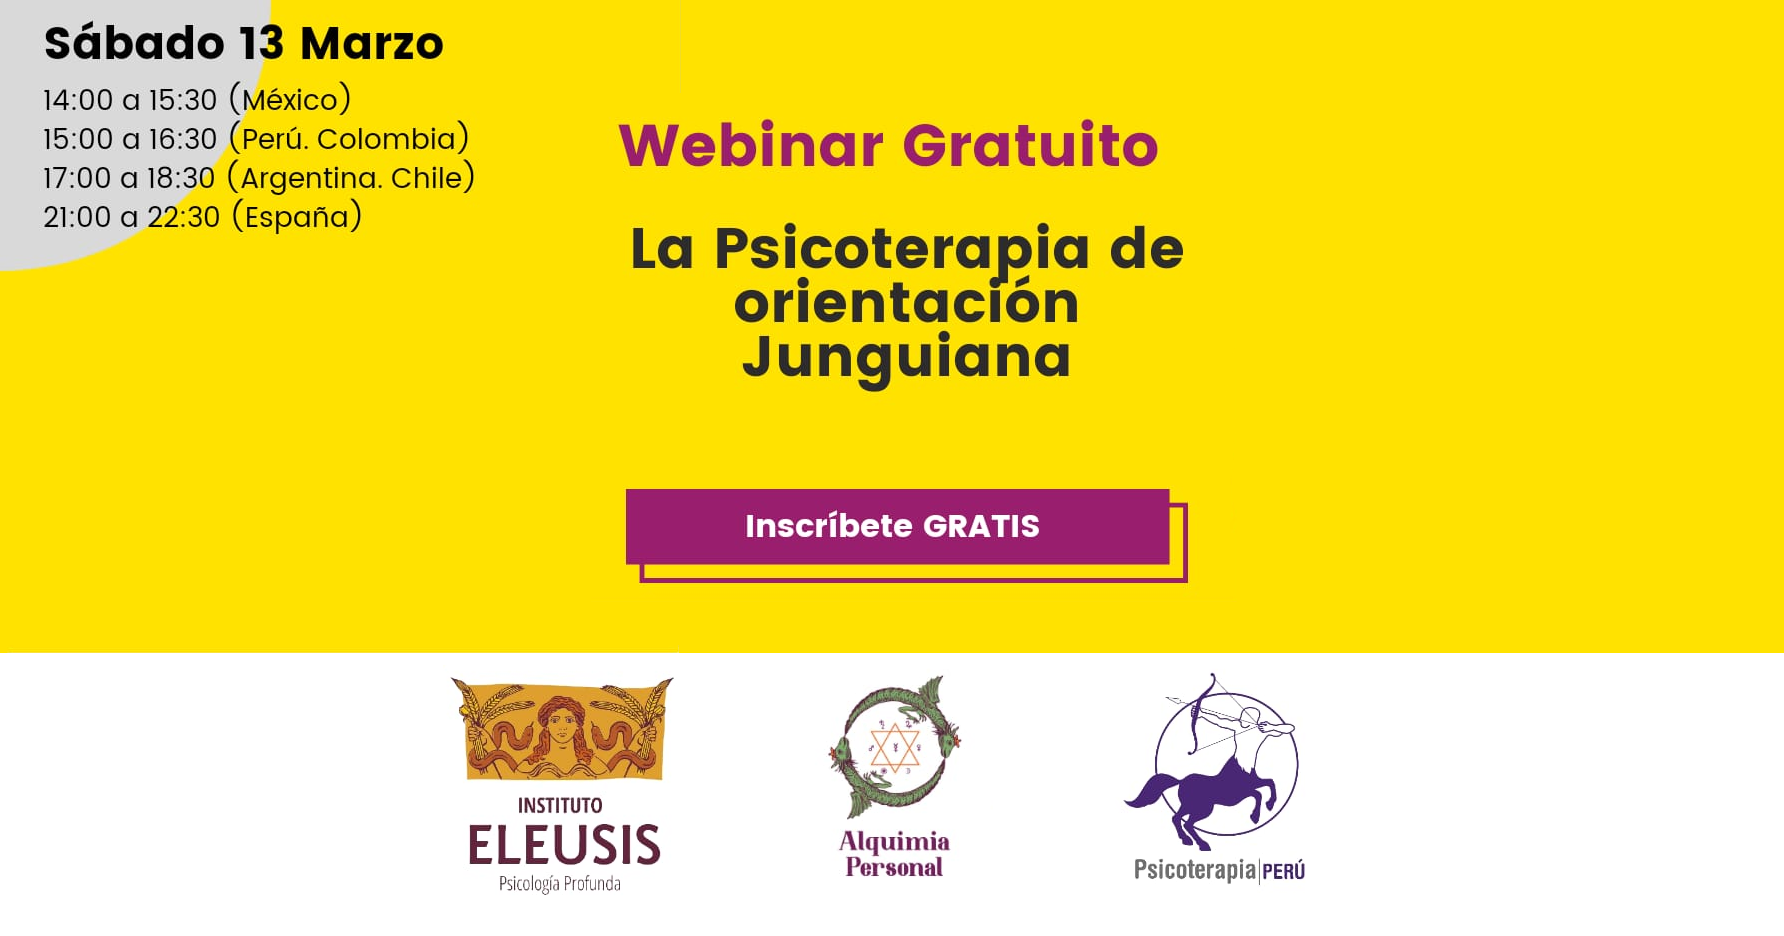 Sábado 13 Marzo
14:00 a 15:30 (México)
15:00 a 16:30 (Perú. Colombia)
17:00 a 18:30 (Argentina. Chile)
21:00 a 22:30 (España)
Webinar Gratuito
La Psicoterapia de
orientación
Junguiana
Inscríbete GRATIS
INSTITUTO
ELEUSIS
Psicología Profunda
Alquimia
Personal
Psicoterapia|PERÚ